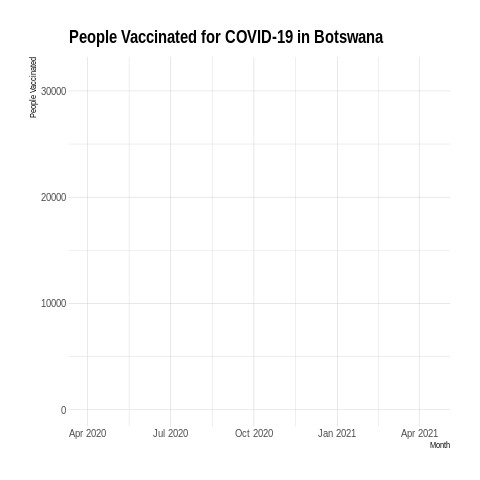 People Vaccinated for COVID-19 in Botswana
People Vaccinated
30000
20000
10000
0
Apr 2020 Jul 2020 Oct 2020 Jan 2021 Apr 2021
Month